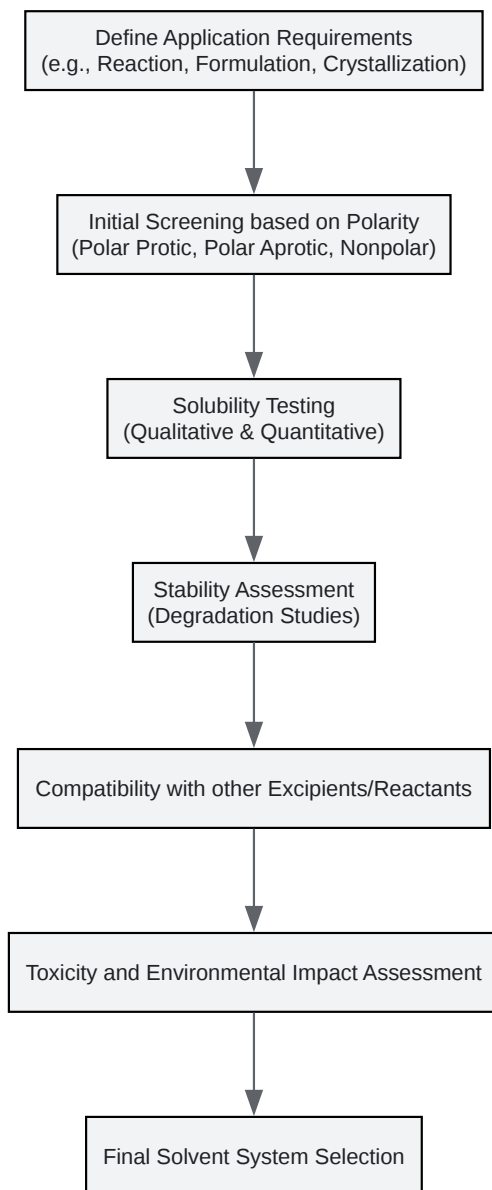 Define Application Requirements
(e.g., Reaction, Formulation, Crystallization)
Initial Screening based on Polarity
(Polar Protic, Polar Aprotic, Nonpolar)
Solubility Testing
(Qualitative & Quantitative)
Stability Assessment
(Degradation Studies)
Compatibility with other Excipients/Reactants
Toxicity and Environmental Impact Assessment
Final Solvent System Selection